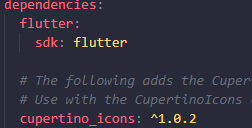 dependencies:
flutter:
sdk: flutter
# The following adds the Cuper
# Use with the CupertinoIcons
cupertino_icons: ^1.0.2